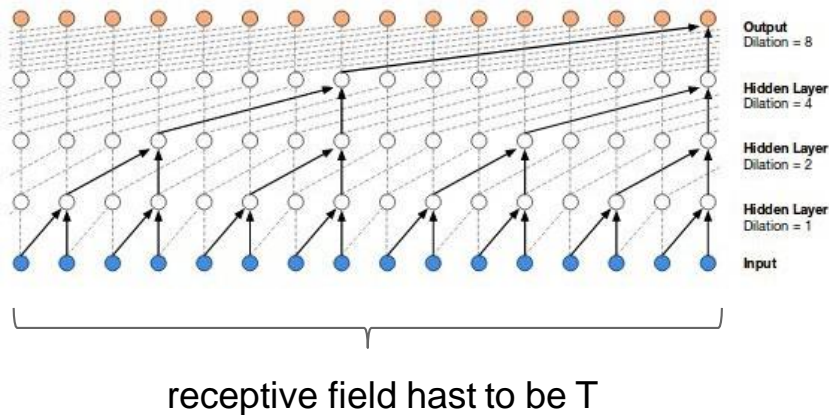 Output
Dilation = 8
Hidden Layer
Dilation = 4
Hidden Layer
Dilation = 2
Hidden Layer
Dilation = 1
Input
receptive field hast to be T